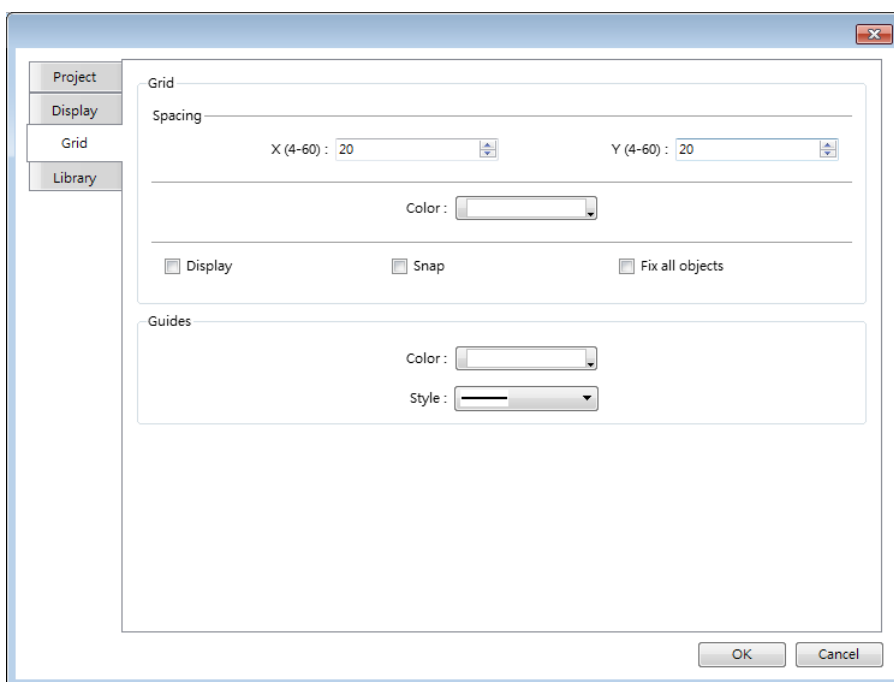 Project
Display
Grid
Library
Grid
Spacing
X (4-60) : 20 Y (4-60) : 20
Color :
Display Snap Fix all objects
Guides
Color :
Style :
OK Cancel